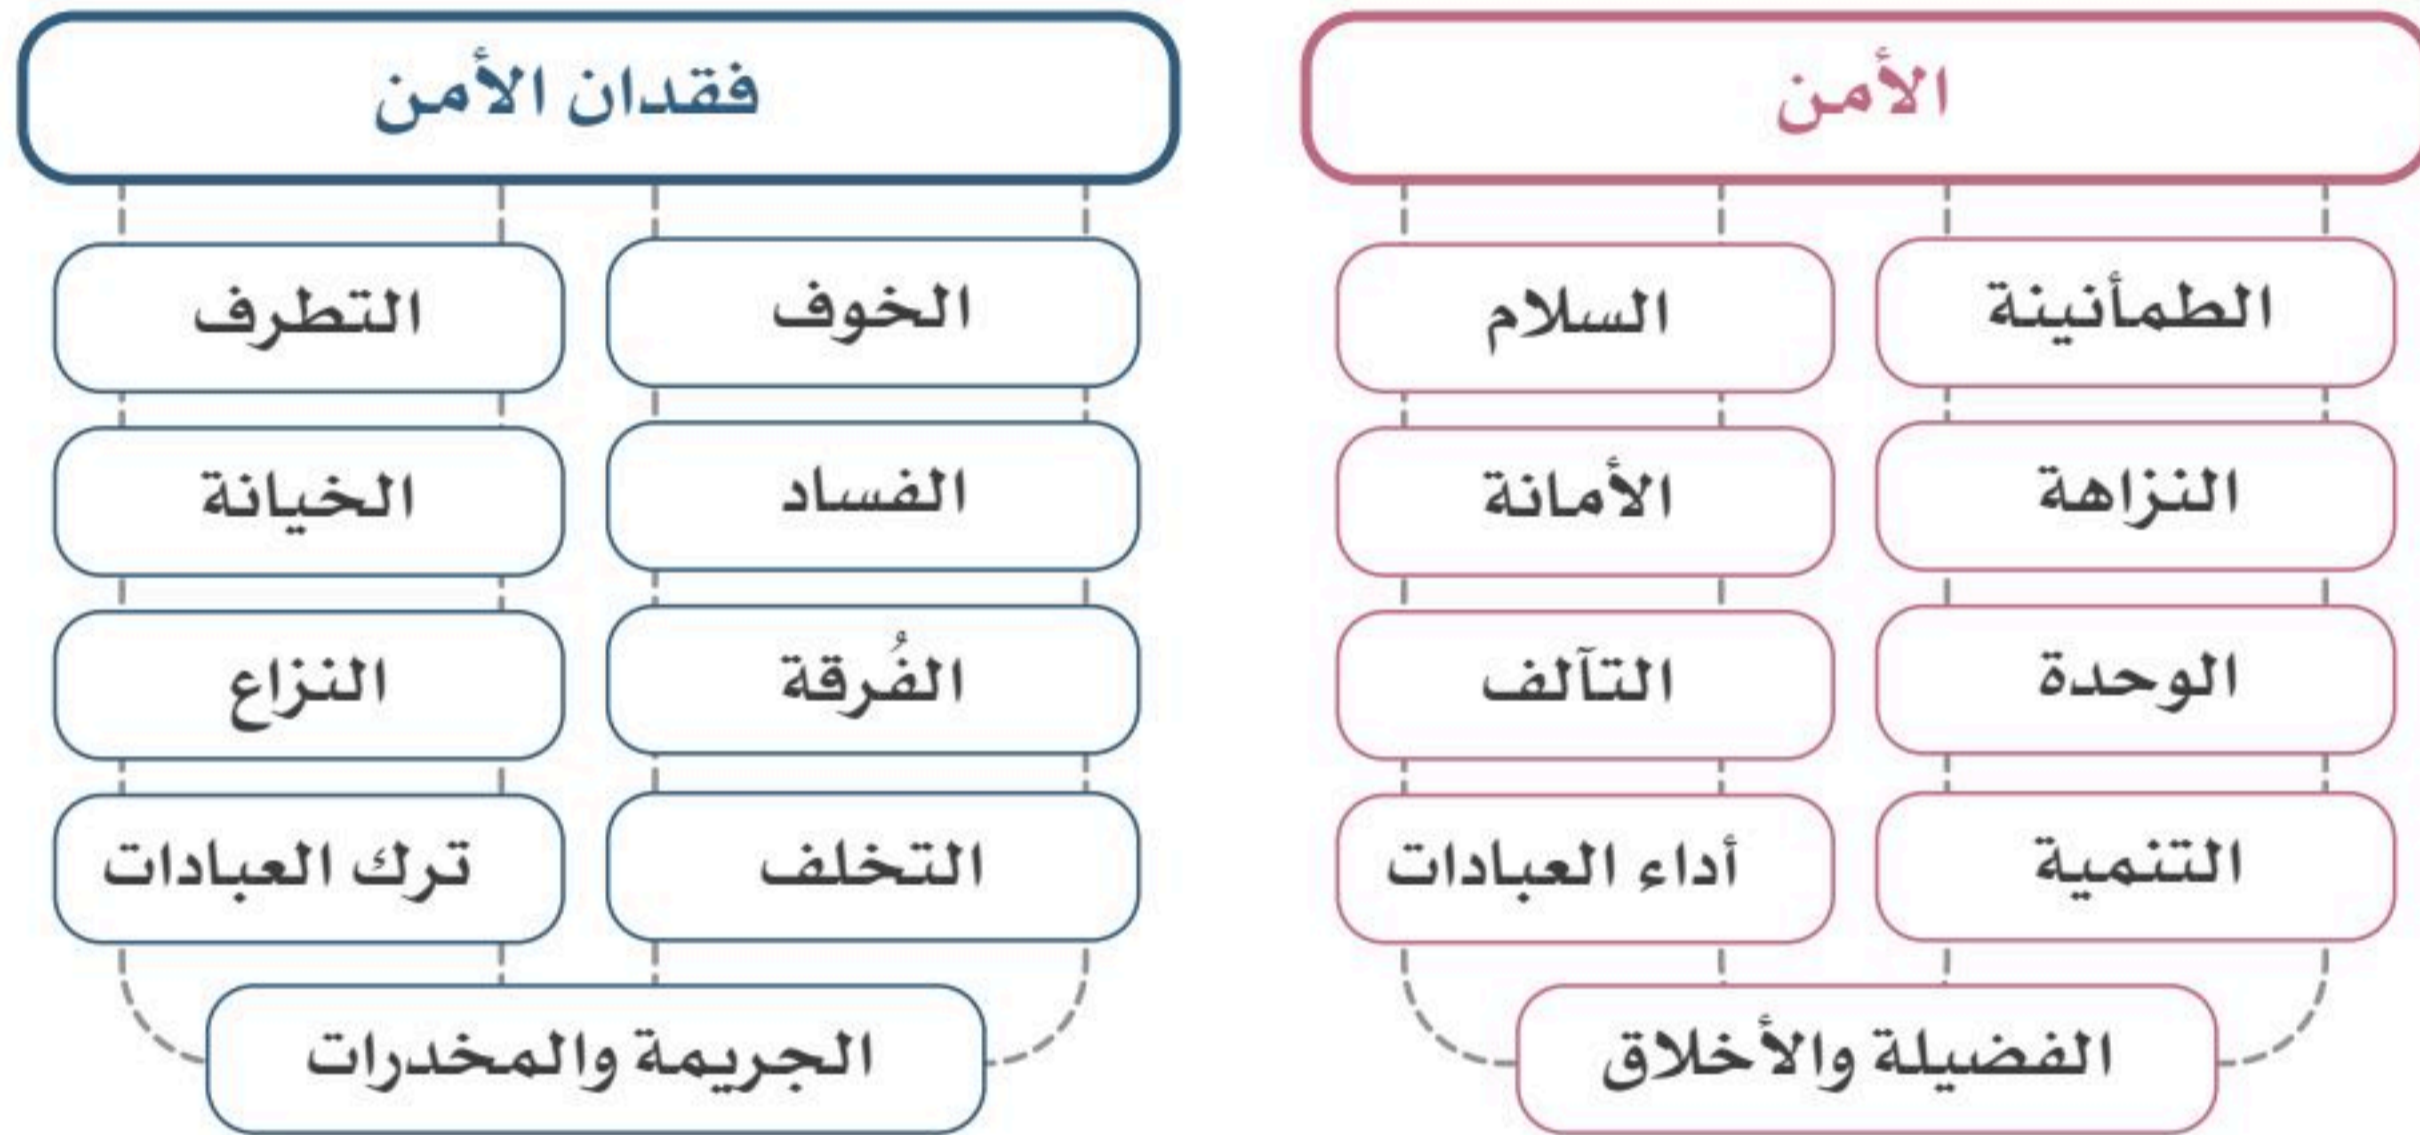 الأمن
الطمأنينة
السلام
النزاهة
الأمانة
الوحدة
التآلف
التنمية
أداء العبادات
الفضيلة والأخلاق
فقدان الأمن
الخوف
التطرف
الفساد
الخيانة
الفُرقة
النزاع
التخلف
ترك العبادات
الجريمة والمخدرات